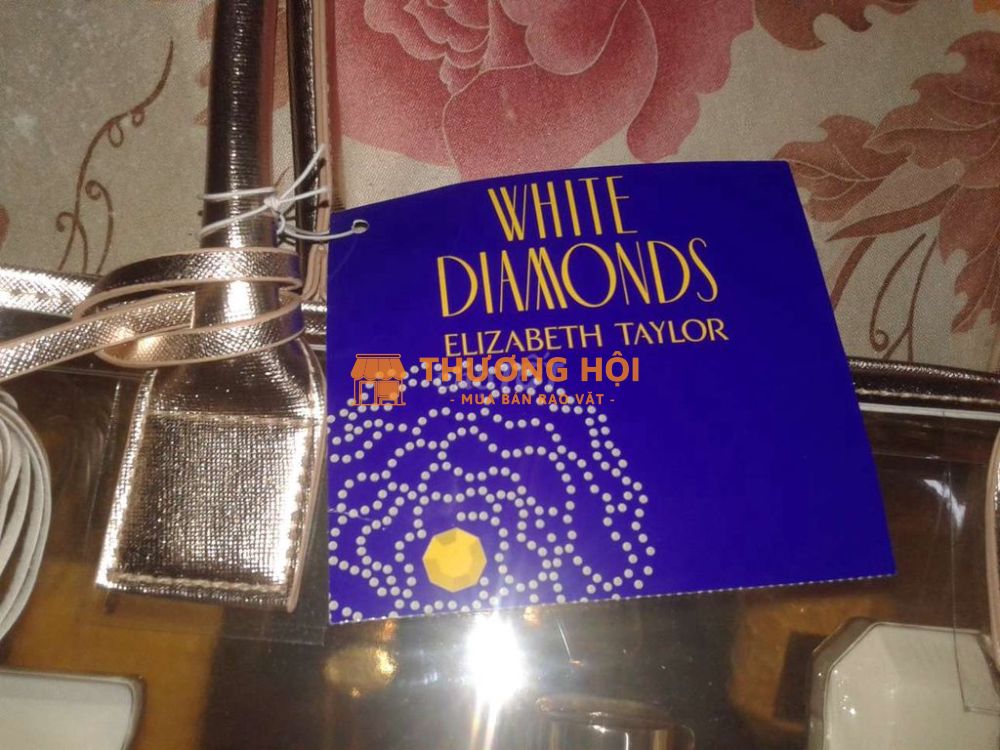 WHITE
DIAMONDS
ELIZABETH TAYLOR
THƯƠNG HỘI
- MUA BÁN RAO VẶT -